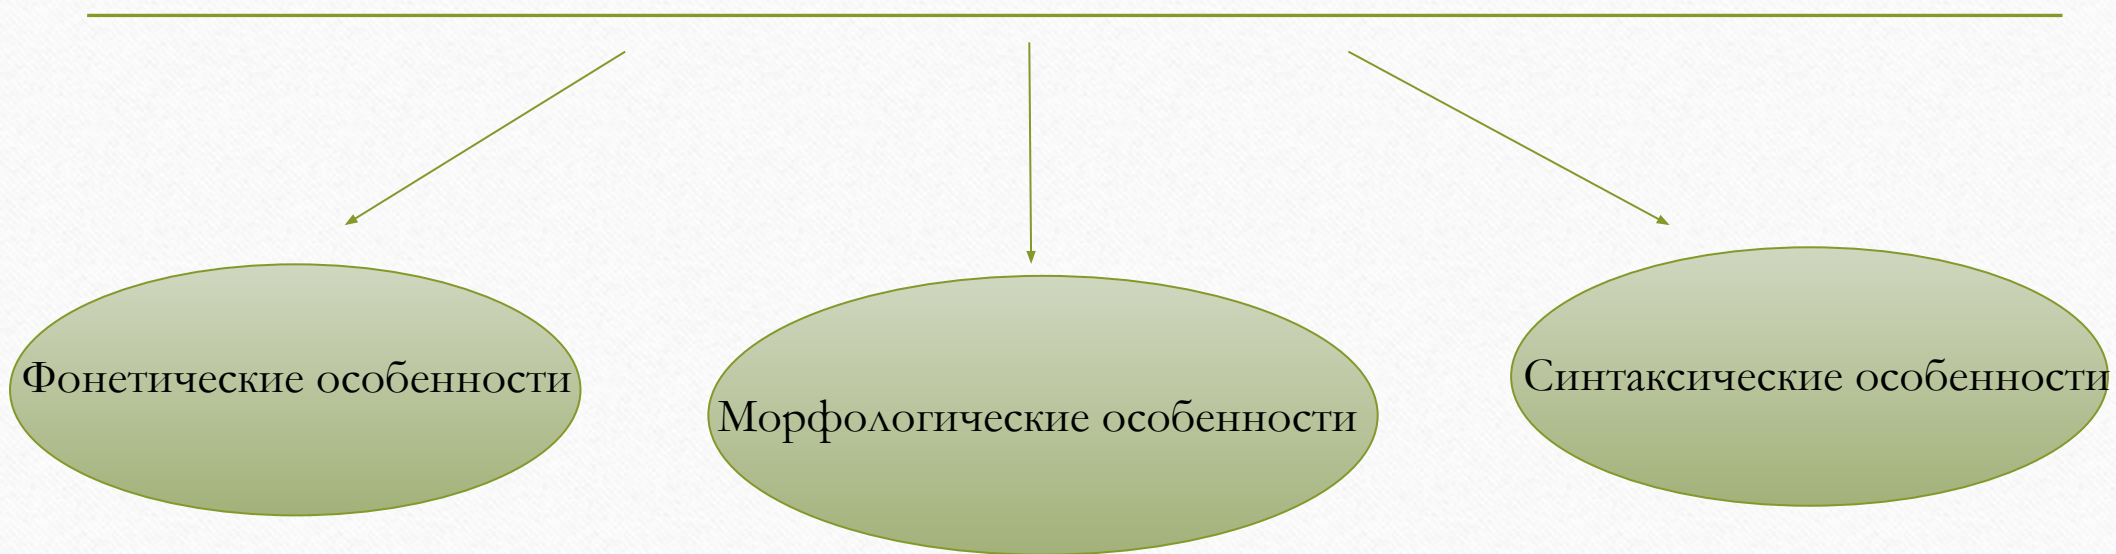 Фонетические особенности
Морфологические особенности
Синтаксические особенности